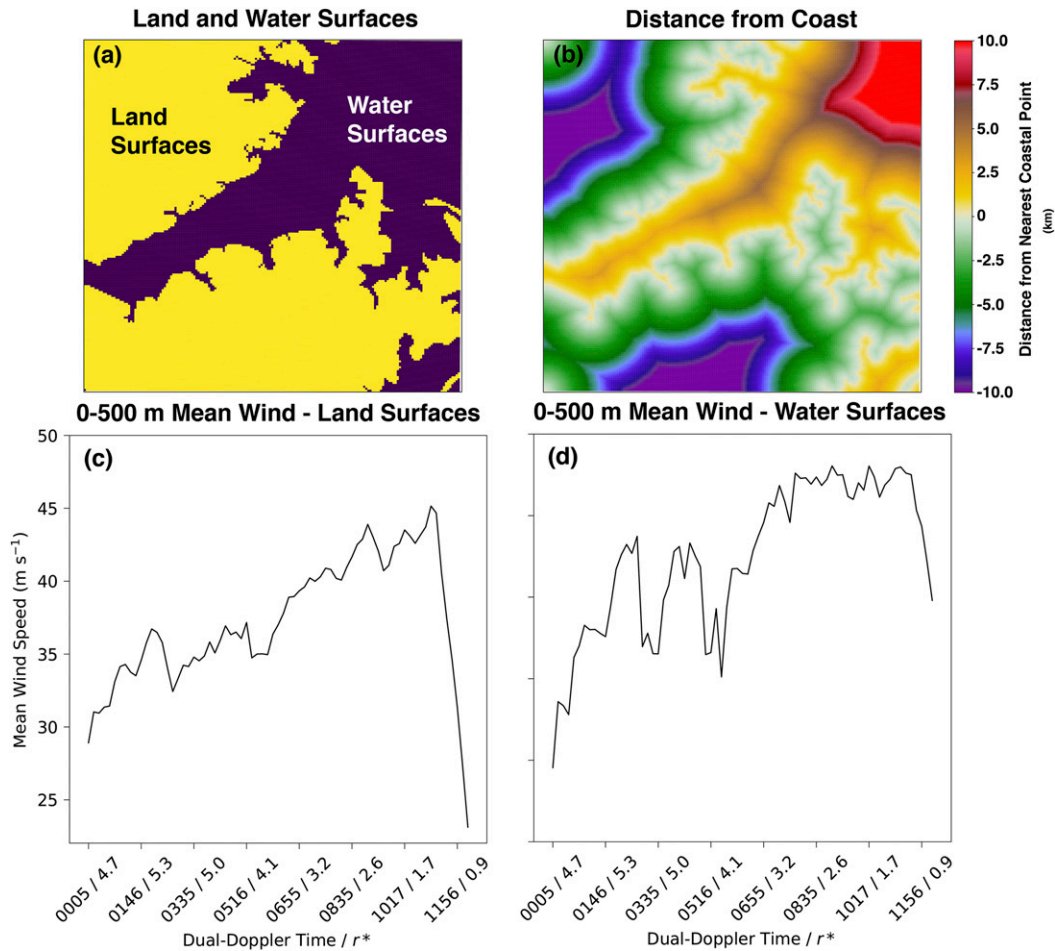 Land and Water Surfaces
Distance from Coast
(a)
Land
Surfaces
Water
Surfaces
(b)
10.0
7.5
5.0
2.5
0
-2.5
-5.0
-7.5
-10.0
Distance from Nearest Coastal Point
(km)
0-500 m Mean Wind - Land Surfaces
0-500 m Mean Wind - Water Surfaces
(c)
50
45
40
35
30
25
Mean Wind Speed (m s⁻¹)
0005 / 4.7
0146 / 5.3
0335 / 5.0
0516 / 4.1
0655 / 3.2
0835 / 2.6
1017 / 1.7
1156 / 0.9
Dual-Doppler Time / r*
(d)
0005 / 4.7
0146 / 5.3
0335 / 5.0
0516 / 4.1
0655 / 3.2
0835 / 2.6
1017 / 1.7
1156 / 0.9
Dual-Doppler Time / r*